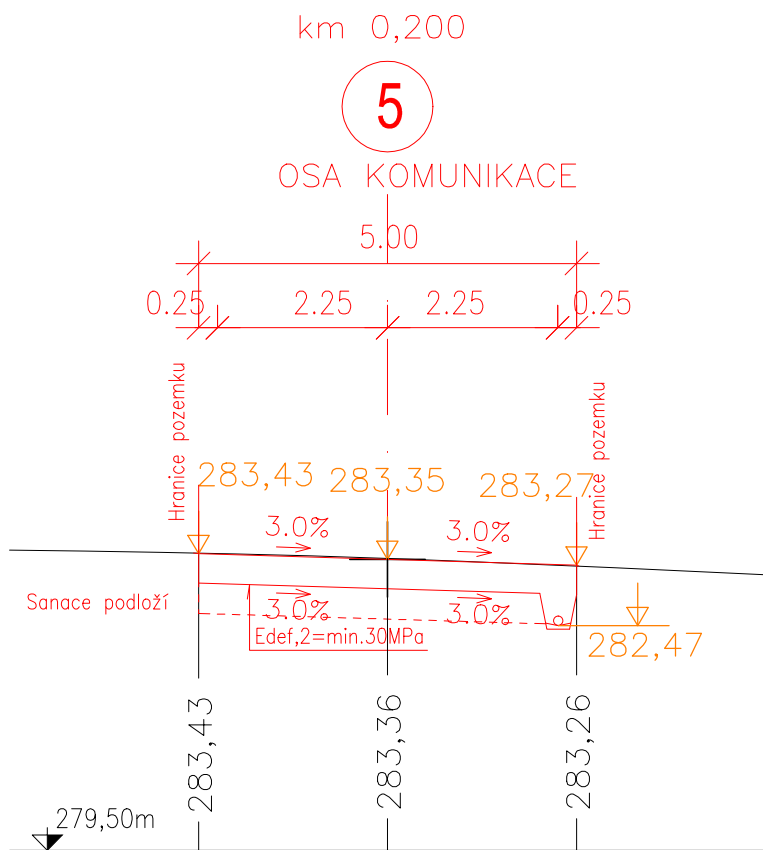 km 0,200
5
OSA KOMUNIKACE
5.00
0.25 2.25 2.25 0.25
Hranice pozemku
Hranice pozemku
283,43 283,35 283,27
3.0% 3.0%
Sanace podloží
3.0% 3.0%
Edef,2=min.30MPa
282,47
283,43
283,36
283,26
279,50m